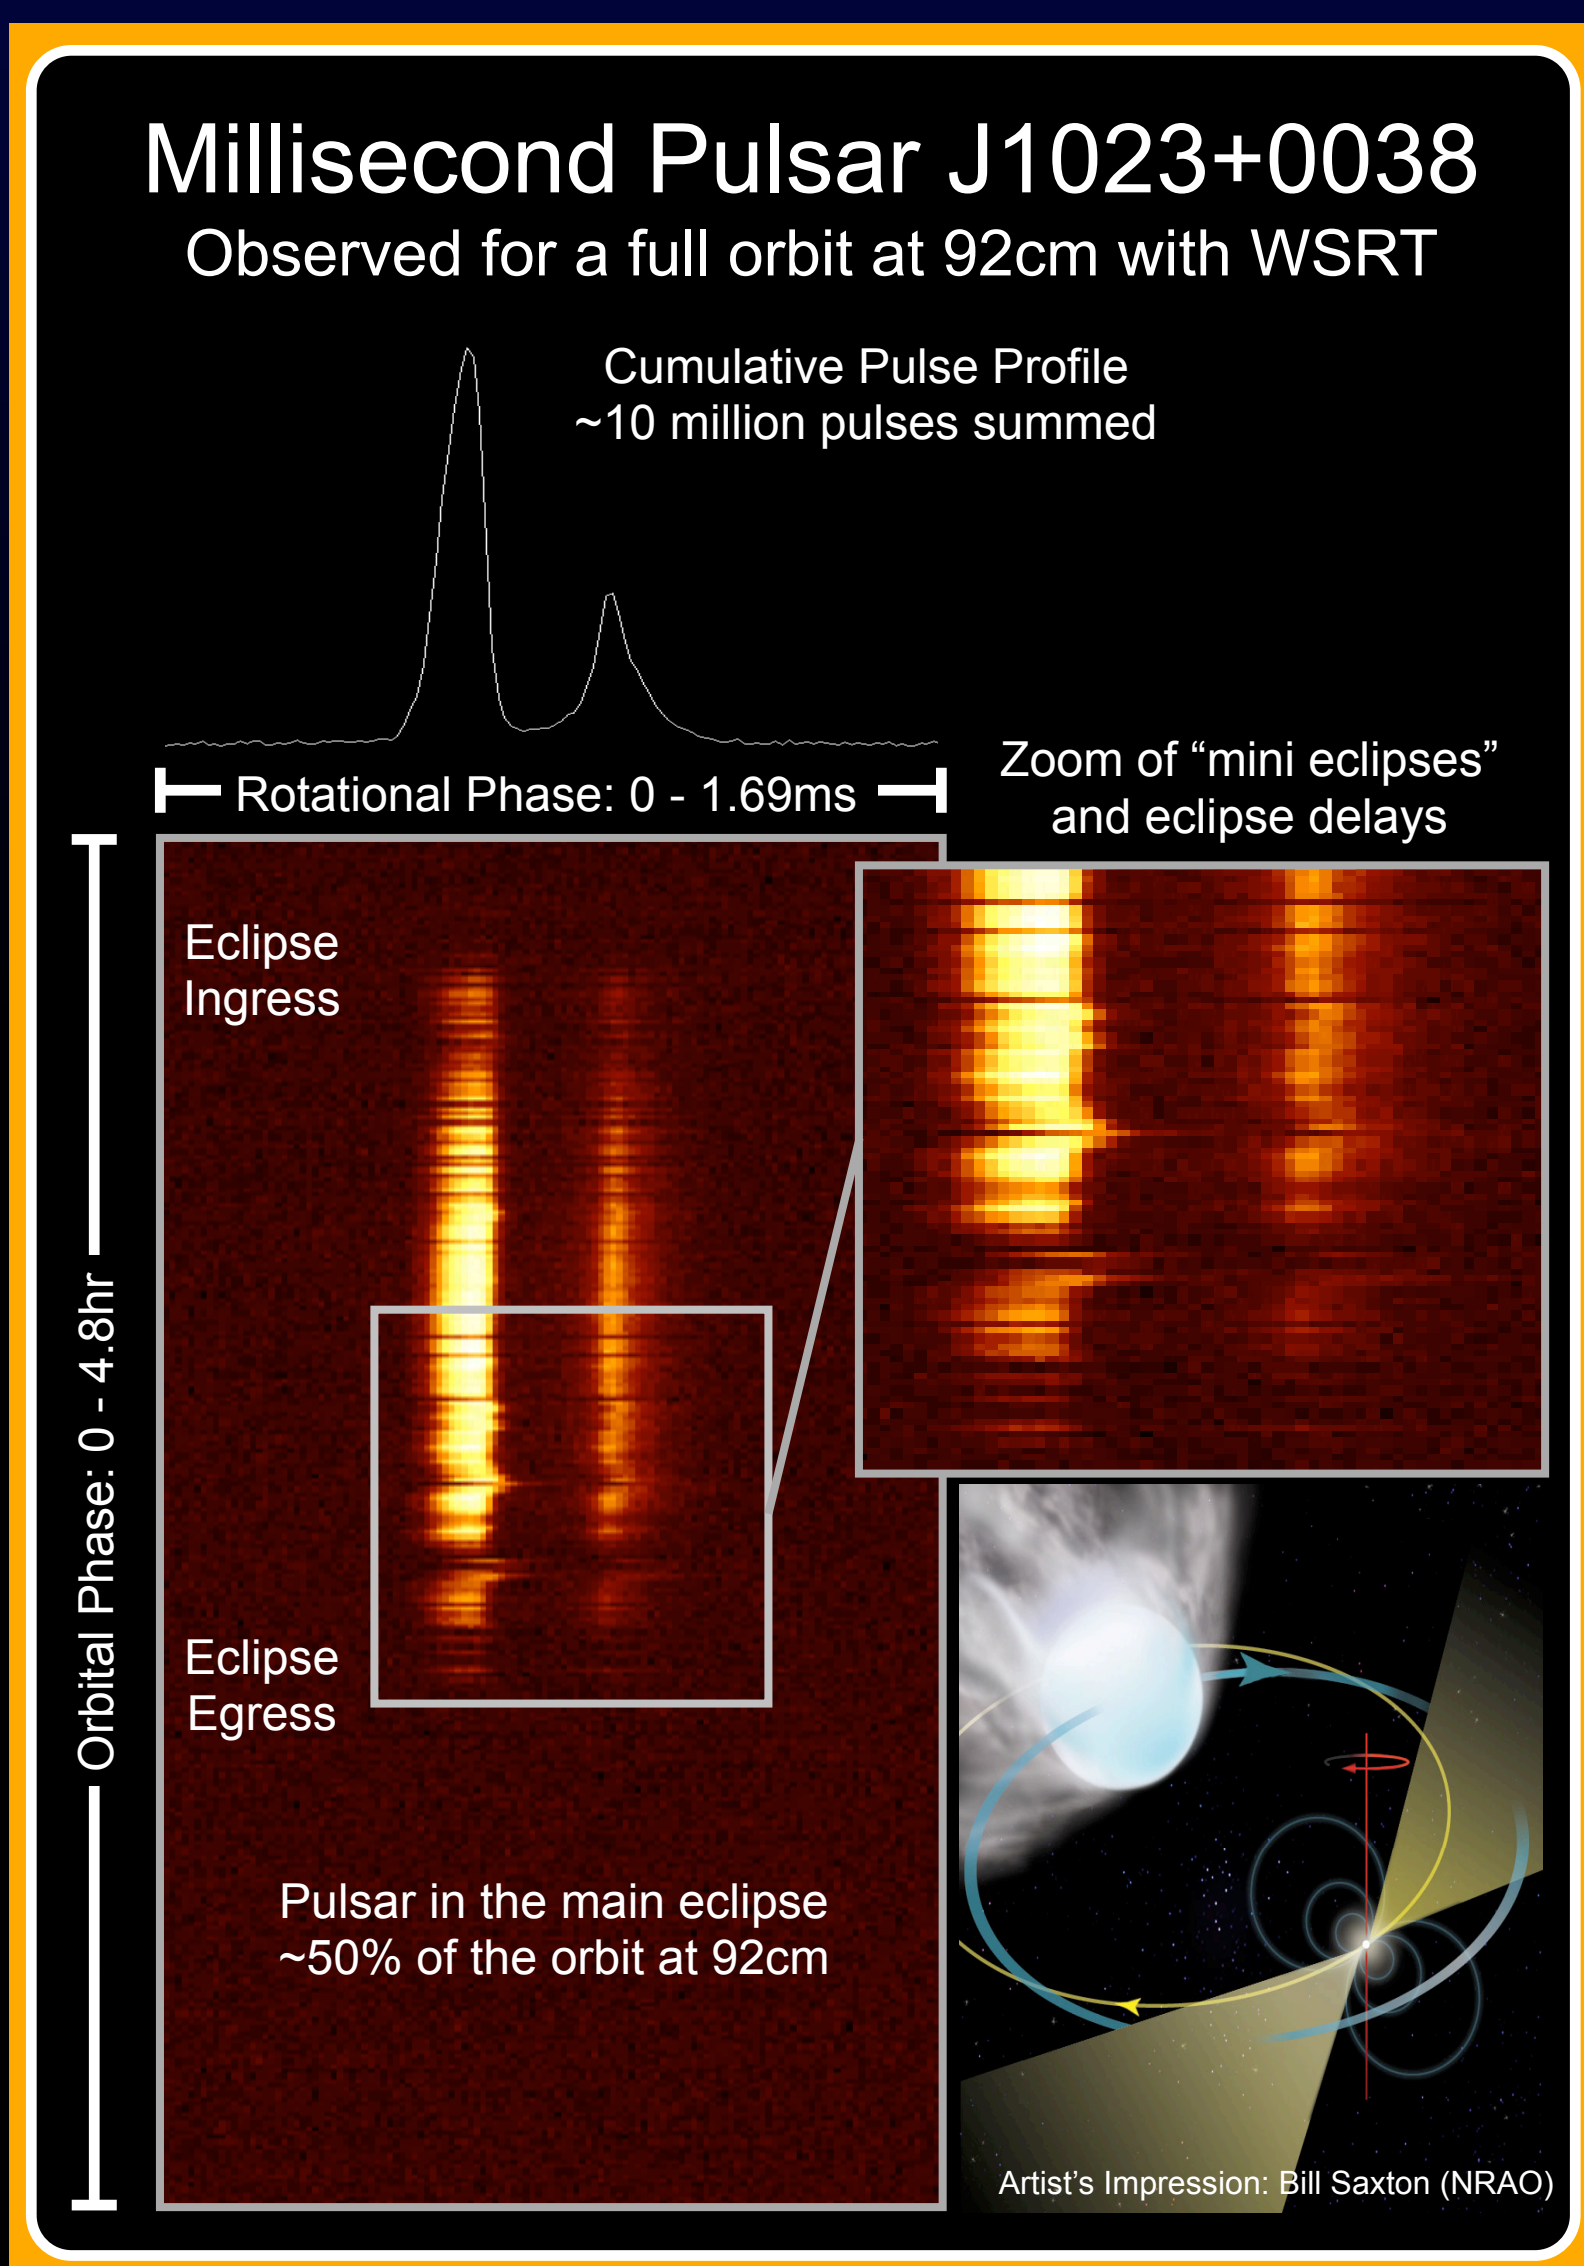 Millisecond Pulsar J1023+0038
Observed for a full orbit at 92cm with WSRT
Cumulative Pulse Profile
~10 million pulses summed
Rotational Phase: 0 - 1.69ms
Zoom of “mini eclipses”
and eclipse delays
Orbital Phase: 0 - 4.8hr
Eclipse
Ingress
Eclipse
Egress
Pulsar in the main eclipse
~50% of the orbit at 92cm
Artist's Impression: Bill Saxton (NRAO)